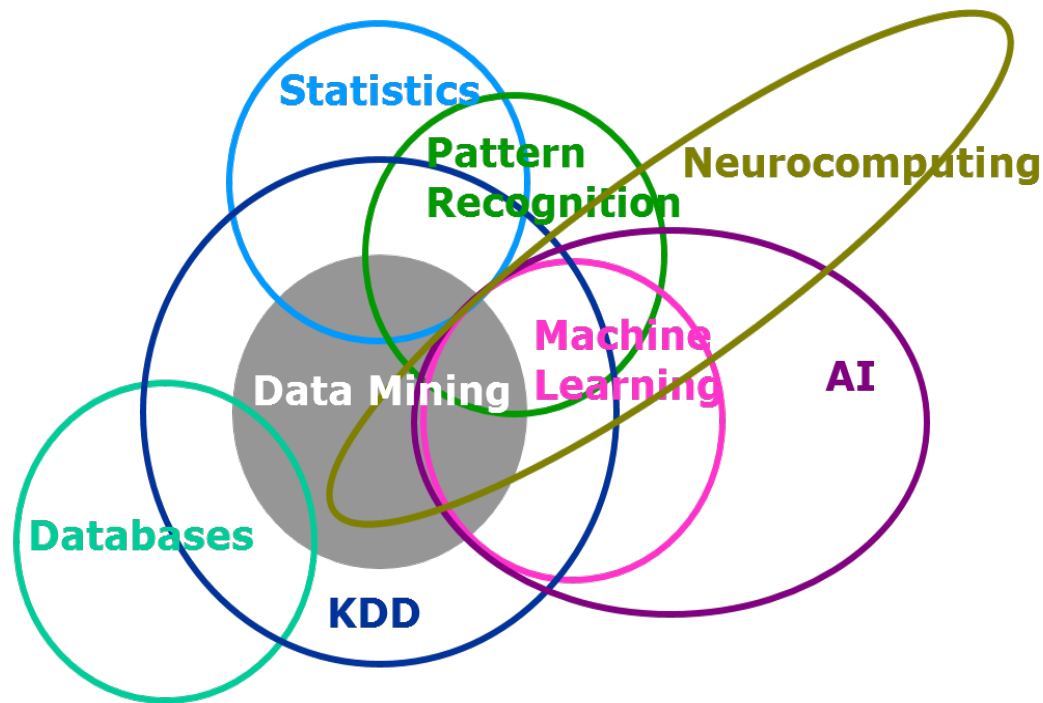 Statistics
Pattern
Recognition
Neurocomputing
Machine
Learning
AI
Data Mining
Databases
KDD